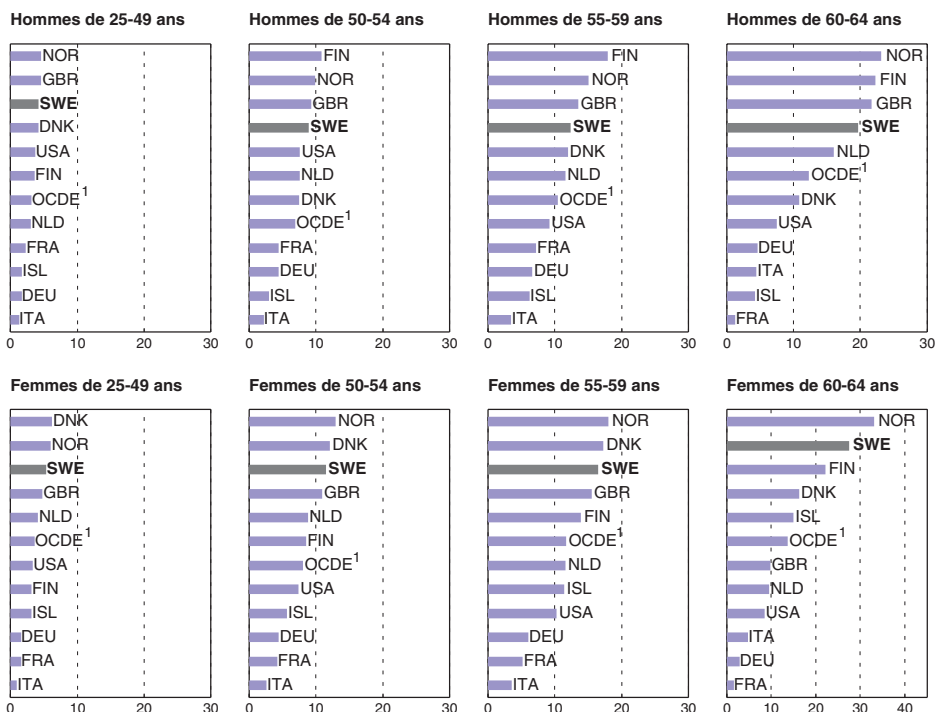 Hommes de 25-49 ans
NOR
GBR
SWE
DNK
USA
FIN
OCDE1
NLD
FRA
ISL
DEU
ITA
0 10 20 30
Hommes de 50-54 ans
FIN
NOR
GBR
SWE
USA
NLD
DNK
OCDE1
FRA
DEU
ISL
ITA
0 10 20 30
Hommes de 55-59 ans
FIN
NOR
GBR
SWE
DNK
NLD
OCDE1
USA
FRA
DEU
ISL
ITA
0 10 20 30
Hommes de 60-64 ans
NOR
FIN
GBR
SWE
NLD
OCDE1
DNK
USA
DEU
ITA
ISL
FRA
0 10 20 30
Femmes de 25-49 ans
DNK
NOR
SWE
GBR
NLD
OCDE1
USA
FIN
ISL
DEU
FRA
ITA
0 10 20 30
Femmes de 50-54 ans
NOR
DNK
SWE
GBR
NLD
FIN
OCDE1
USA
ISL
DEU
FRA
ITA
0 10 20 30
Femmes de 55-59 ans
NOR
DNK
SWE
GBR
FIN
OCDE1
NLD
ISL
USA
DEU
FRA
ITA
0 10 20 30
Femmes de 60-64 ans
NOR
SWE
FIN
DNK
ISL
OCDE1
GBR
NLD
USA
ITA
DEU
FRA
0 10 20 30 40